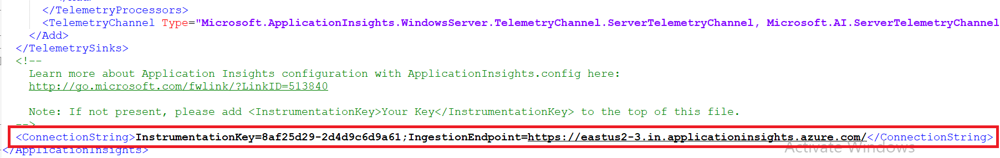 </TelemetryProcessors>
<TelemetryChannel Type="Microsoft.ApplicationInsights.WindowsServer.TelemetryChannel.ServerTelemetryChannel, Microsoft.AI.ServerTelemetryChannel
</Add>
</TelemetrySinks>
<!--
Learn more about Application Insights configuration with ApplicationInsights.config here:
http://go.microsoft.com/fwlink/?LinkID=513840
Note: If not present, please add <InstrumentationKey>Your Key</InstrumentationKey> to the top of this file.
-->
<ConnectionString>InstrumentationKey=8af25d29-2d4d9c6d9a61;IngestionEndpoint=https://eastus2-3.in.applicationinsights.azure.com/</ConnectionString>
</ApplicationInsights>
Activate Windows